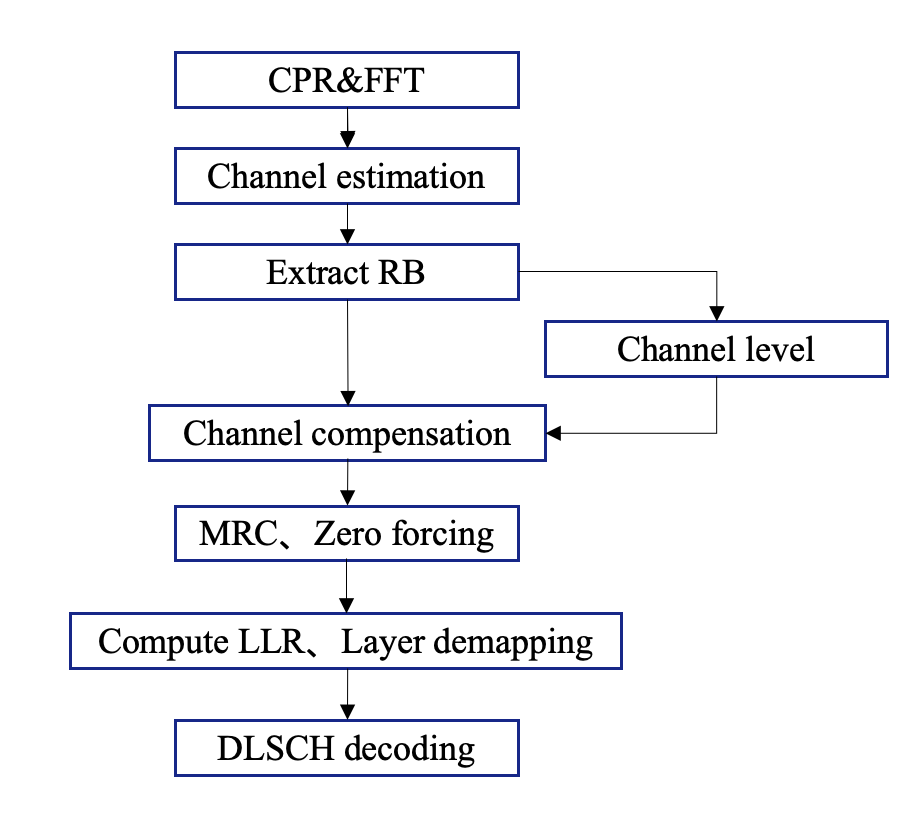 CPR&FFT
Channel estimation
Extract RB
Channel level
Channel compensation
MRC、Zero forcing
Compute LLR、Layer demapping
DLSCH decoding